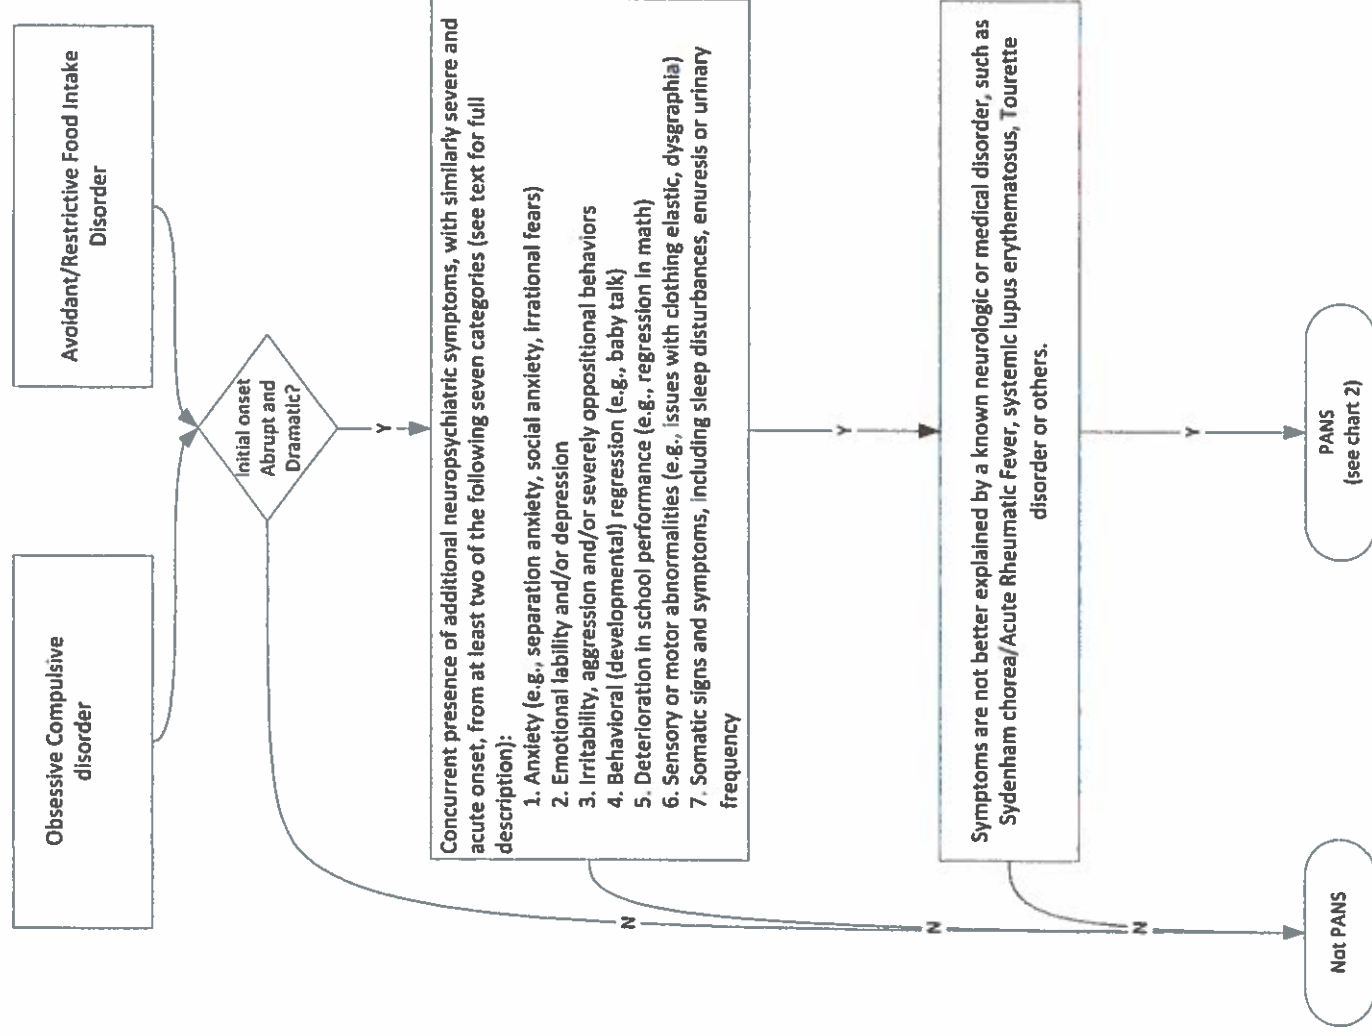 Obsessive Compulsive
disorder
Avoidant/Restrictive Food Intake
Disorder
Initial onset
Abrupt and
Dramatic?
Y
N
Concurrent presence of additional neuropsychiatric symptoms, with similarly severe and
acute onset, from at least two of the following seven categories (see text for full
description):
1. Anxiety (e.g., separation anxiety, social anxiety, irrational fears)
2. Emotional lability and/or depression
3. Irritability, aggression and/or severely oppositional behaviors
4. Behavioral (developmental) regression (e.g., baby talk)
5. Deterioration in school performance (e.g., regression in math)
6. Sensory or motor abnormalities (e.g., issues with clothing elastic, dysgraphia)
7. Somatic signs and symptoms, including sleep disturbances, enuresis or urinary
frequency
Y
N
Symptoms are not better explained by a known neurologic or medical disorder, such as
Sydenham chorea/Acute Rheumatic Fever, systemic lupus erythematosus, Tourette
disorder or others.
N
Y
Not PANS
PANS
(see chart 2)